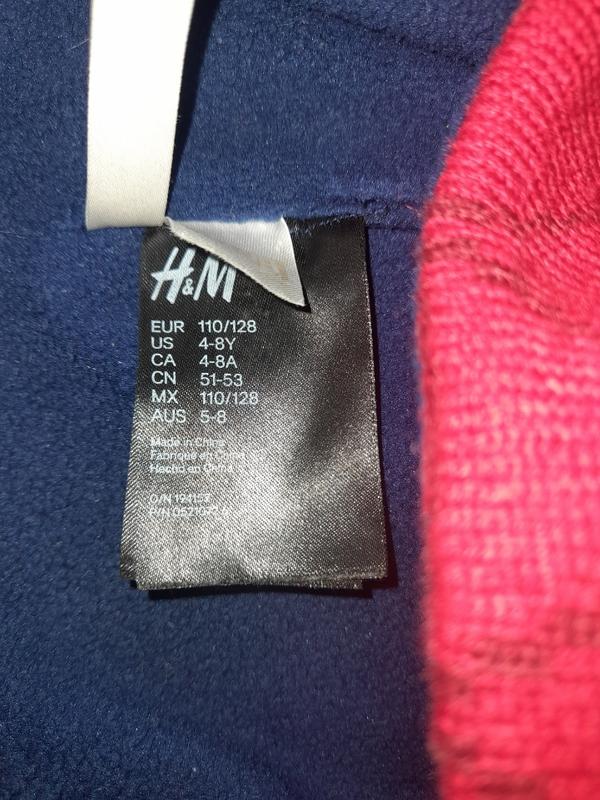 H&M
EUR 110/128
US 4-8Y
CA 4-8A
CN 51-53
MX 110/128
AUS 5-8
Made in China
Fabriqué en Chine
Hecho en China
O/N 194157
P/N